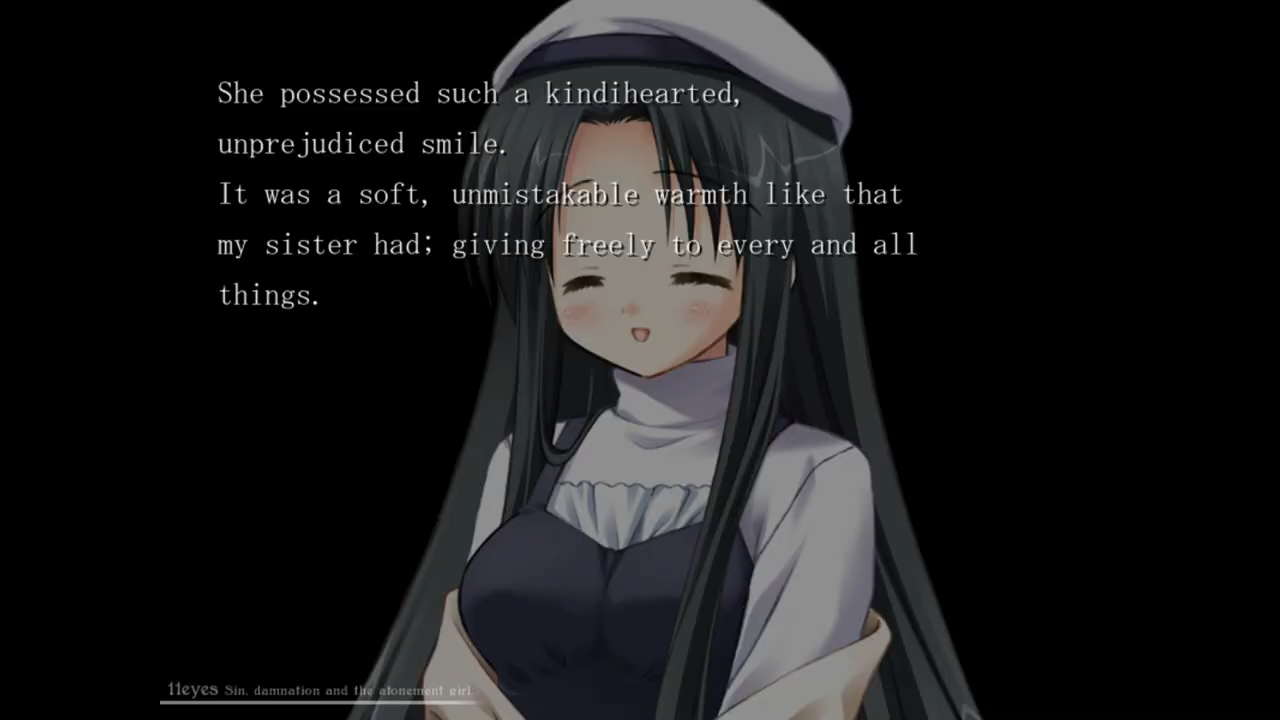 She possessed such a kindihearted,
unprejudiced smile.
It was a soft, unmistakable warmth like that
my sister had; giving freely to every and all
things.
11eyes Sin, damnation and the atonement girl.